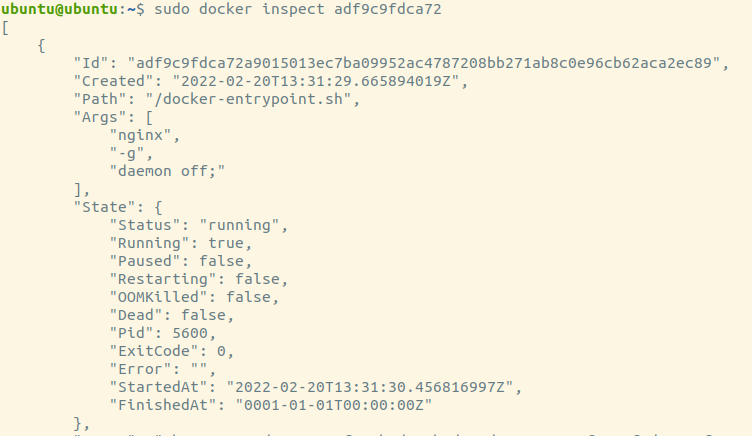 ubuntu@ubuntu:~$ sudo docker inspect adf9c9fdca72
[
    {
        "Id": "adf9c9fdca72a9015013ec7ba09952ac4787208bb271ab8c0e96cb62aca2ec89",
        "Created": "2022-02-20T13:31:29.665894019Z",
        "Path": "/docker-entrypoint.sh",
        "Args": [
            "nginx",
            "-g",
            "daemon off;"
        ],
        "State": {
            "Status": "running",
            "Running": true,
            "Paused": false,
            "Restarting": false,
            "OOMKilled": false,
            "Dead": false,
            "Pid": 5600,
            "ExitCode": 0,
            "Error": "",
            "StartedAt": "2022-02-20T13:31:30.456816997Z",
            "FinishedAt": "0001-01-01T00:00:00Z"
        },